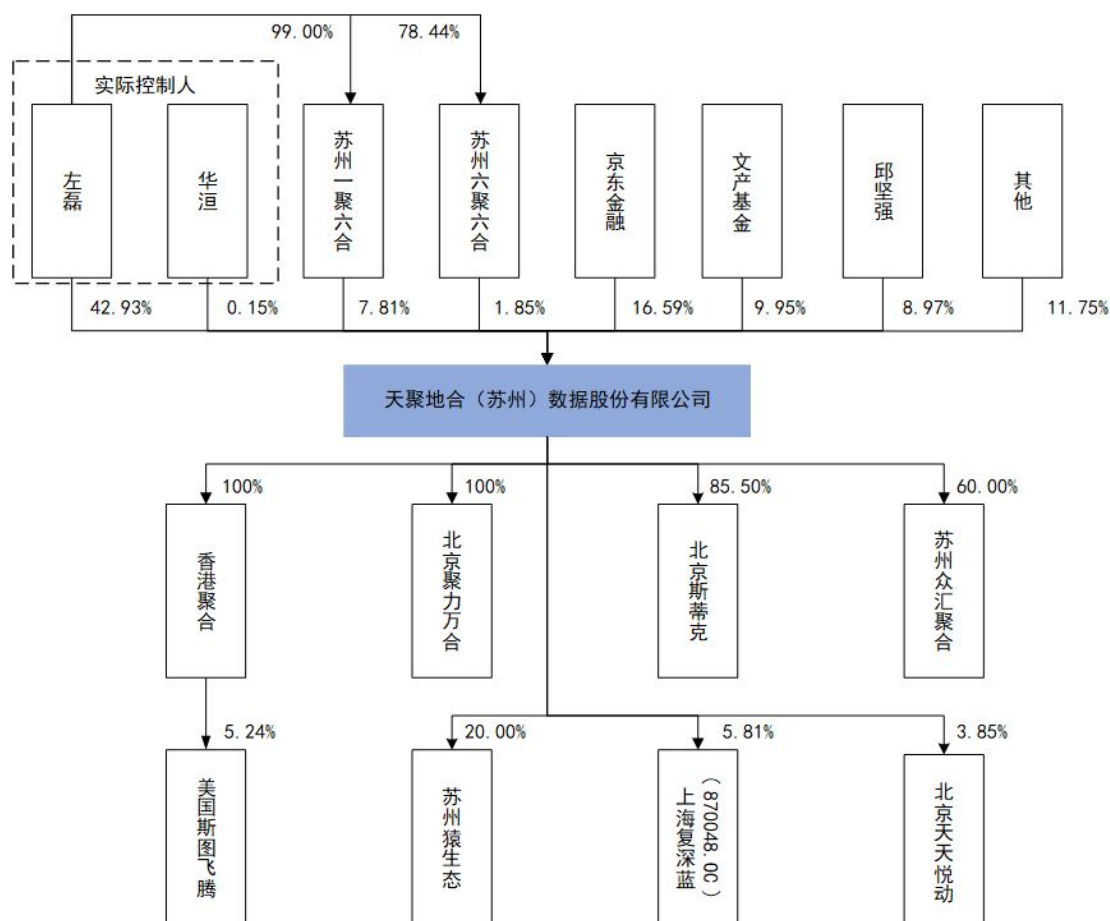 99.00%
78.44%
实际控制人
左磊
华洹
苏州一聚六合
苏州六聚六合
京东金融
文产基金
邱坚强
其他
42.93%
0.15%
7.81%
1.85%
16.59%
9.95%
8.97%
11.75%
天聚地合（苏州）数据股份有限公司
100%
100%
85.50%
60.00%
香港聚合
北京聚力万合
北京斯蒂克
苏州众汇聚合
5.24%
20.00%
5.81%
3.85%
美国斯图飞腾
苏州猿生态
（870048.OC）
上海复深蓝
北京天天悦动